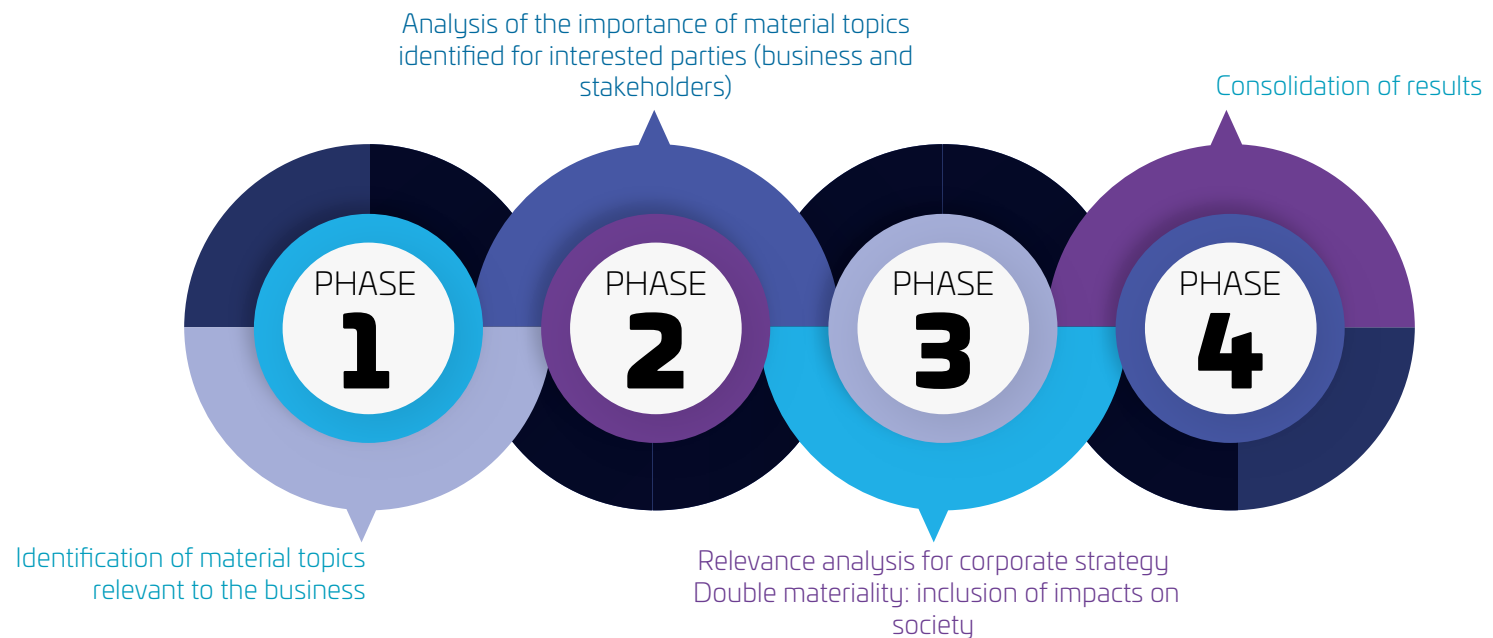 Analysis of the importance of material topics
identified for interested parties (business and
stakeholders)
Consolidation of results
PHASE
1
PHASE
2
PHASE
3
PHASE
4
Identification of material topics
relevant to the business
Relevance analysis for corporate strategy
Double materiality: inclusion of impacts on
society